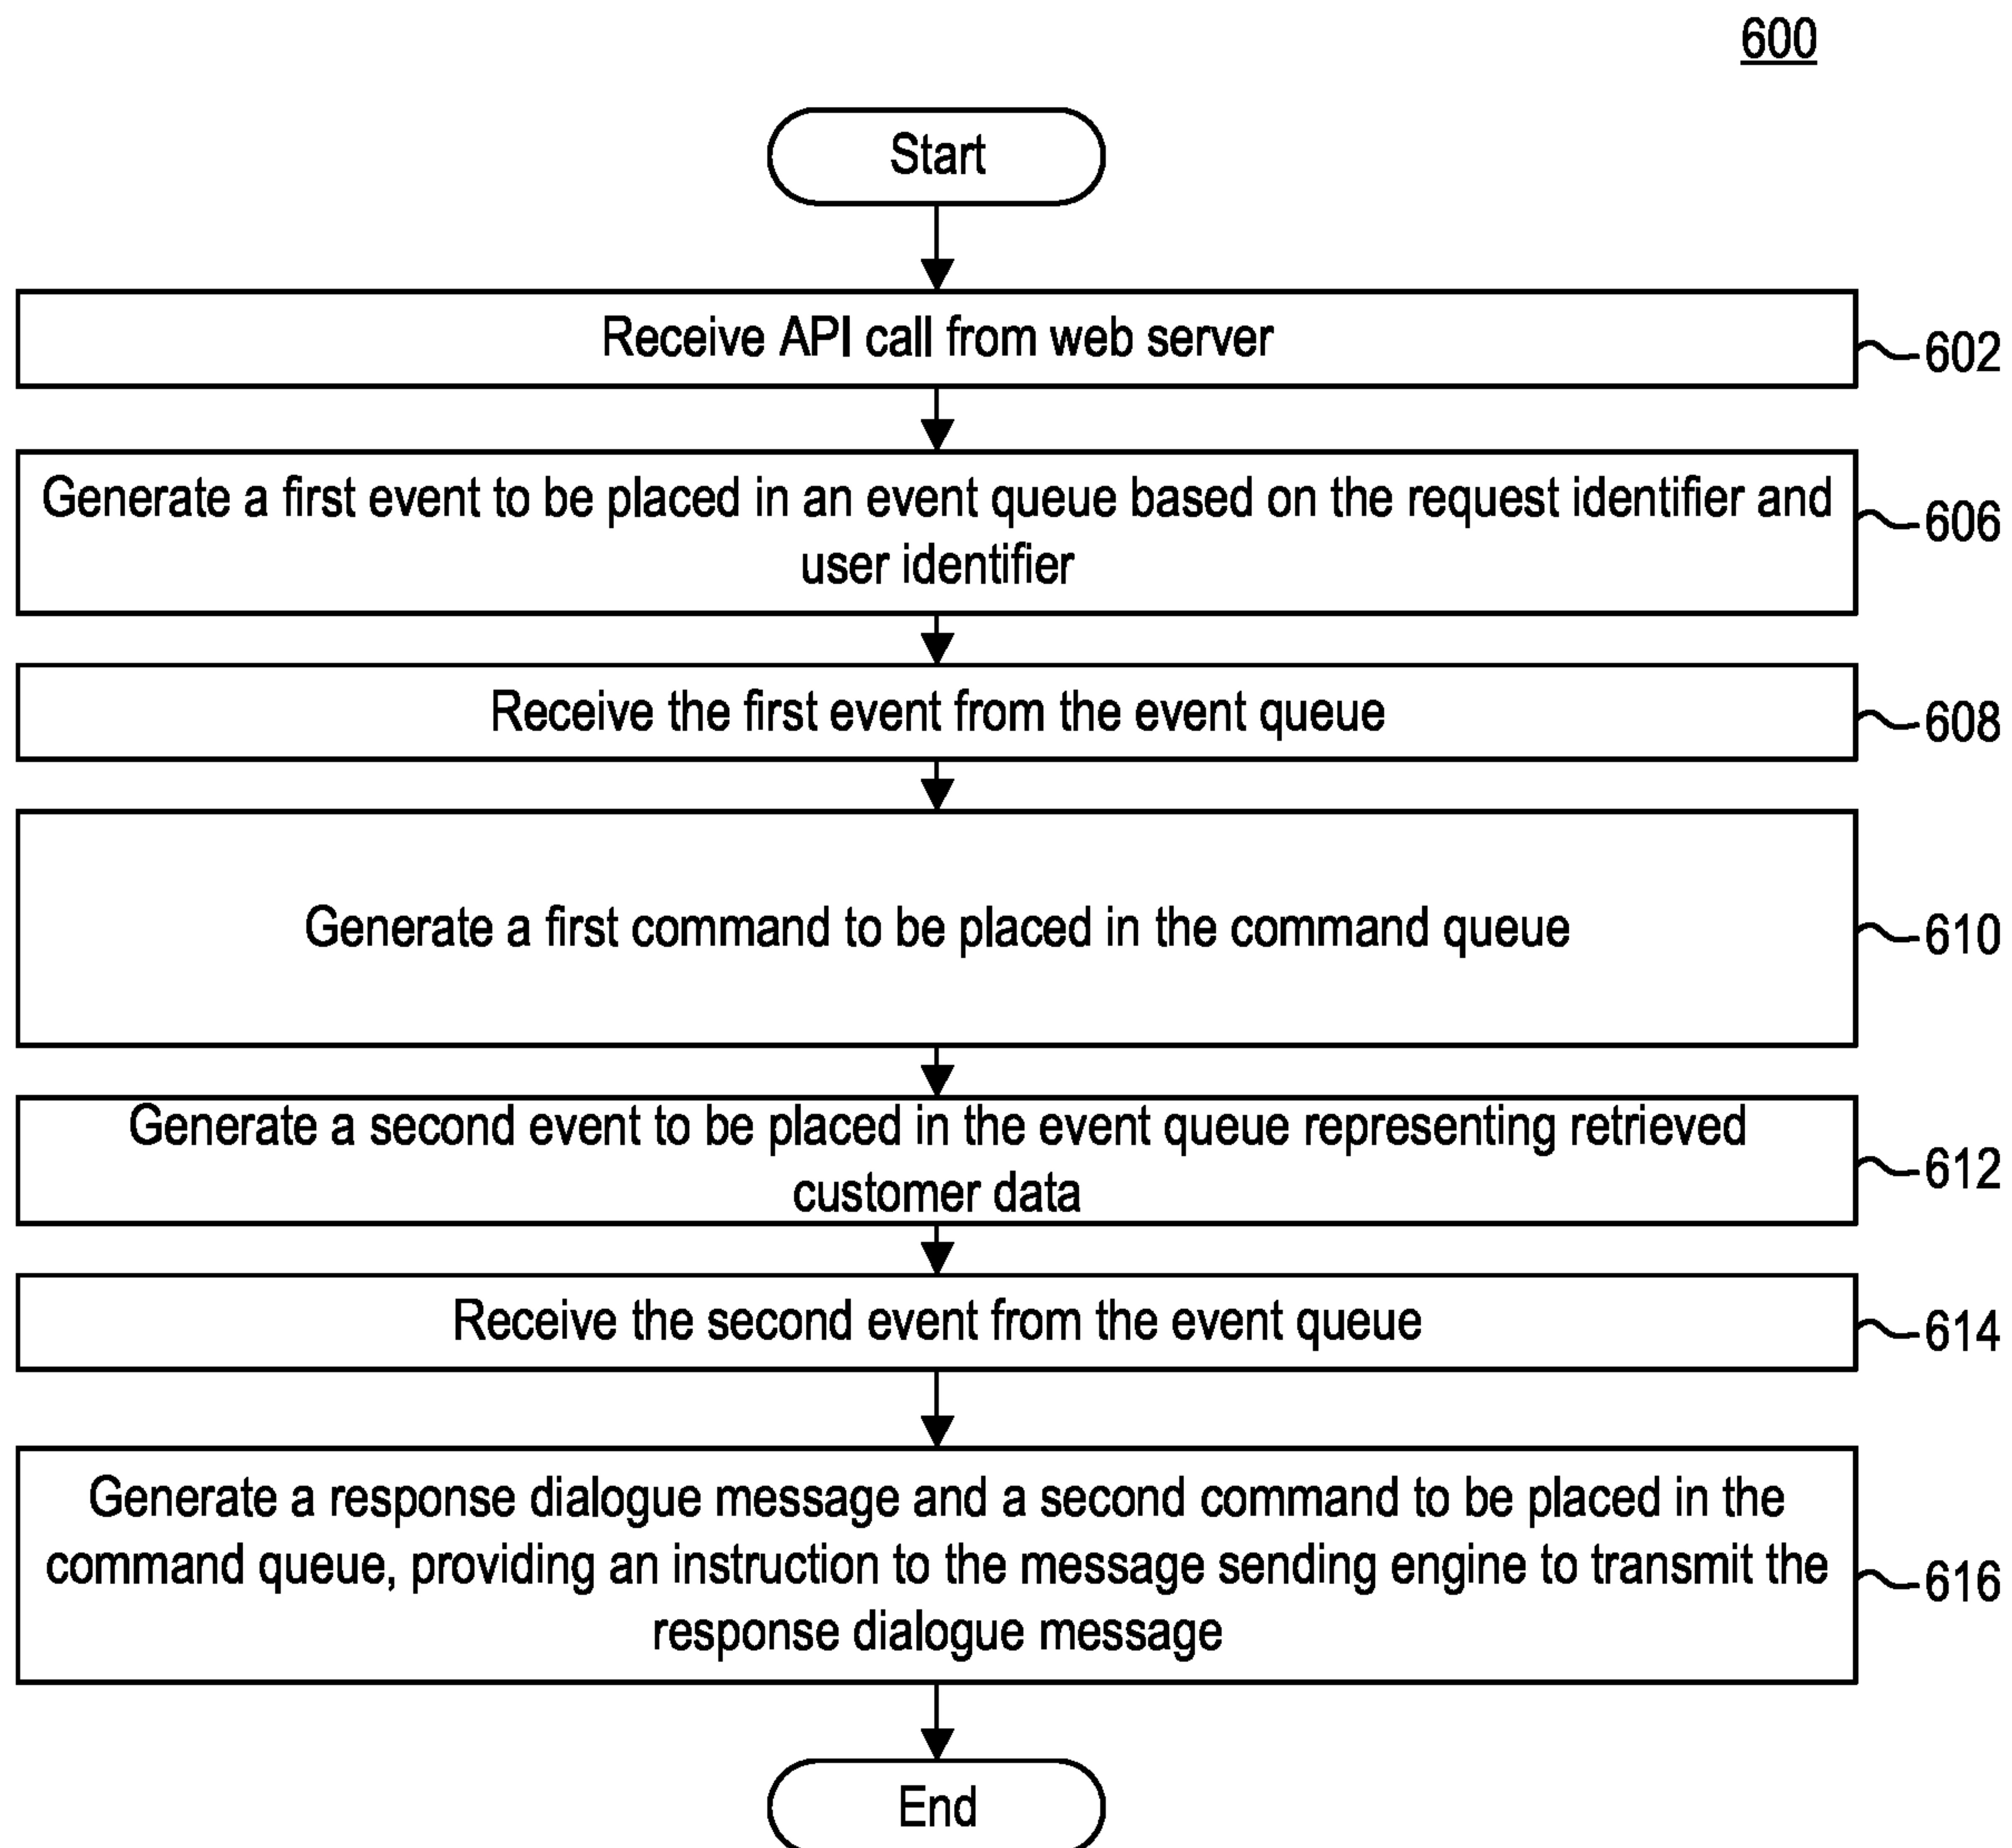 600
Start
Receive API call from web server
602
Generate a first event to be placed in an event queue based on the request identifier and
user identifier
606
Receive the first event from the event queue
608
Generate a first command to be placed in the command queue
610
Generate a second event to be placed in the event queue representing retrieved
customer data
612
Receive the second event from the event queue
614
Generate a response dialogue message and a second command to be placed in the
command queue, providing an instruction to the message sending engine to transmit the
response dialogue message
616
End